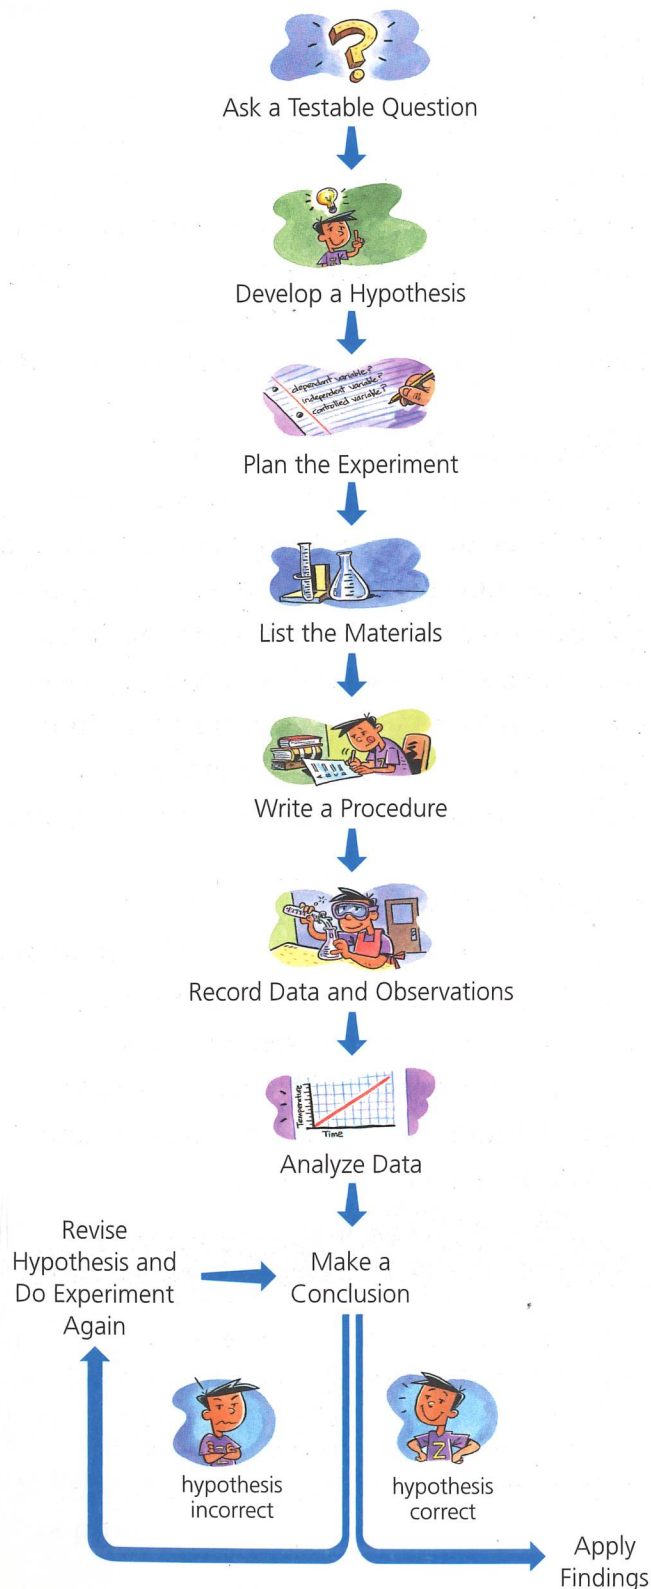 ?
Ask a Testable Question
Develop a Hypothesis
dependant variable?
independent variable?
controlled variable?
Plan the Experiment
List the Materials
Write a Procedure
Record Data and Observations
Temperature
Time
Analyze Data
Revise
Hypothesis and
Do Experiment
Again
Make a
Conclusion
hypothesis
incorrect
Z
hypothesis
correct
Apply
Findings